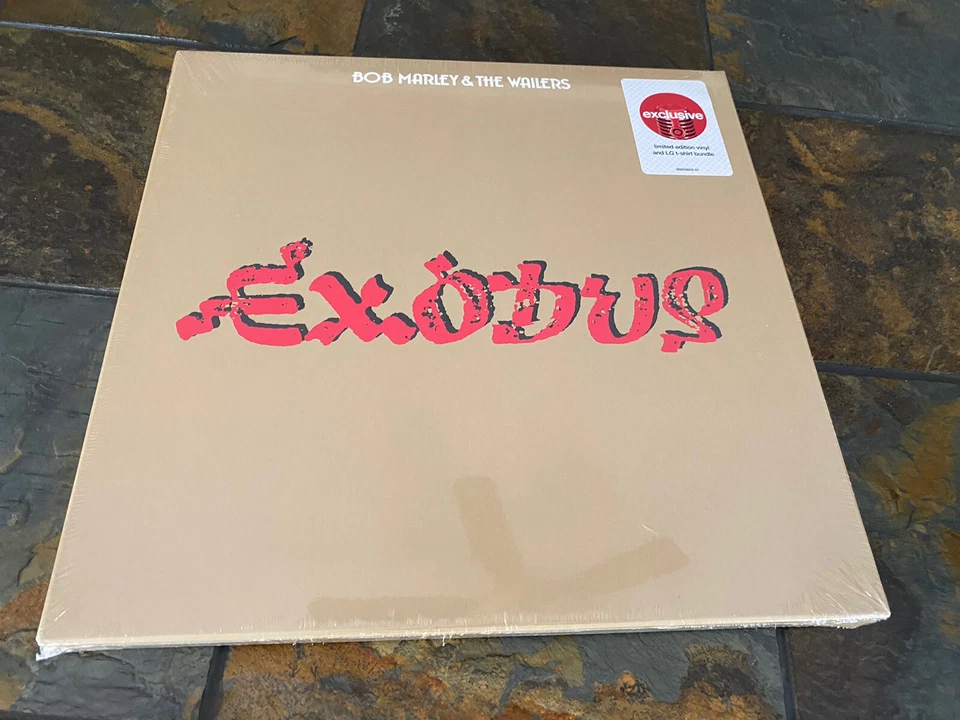 BOB MARLEY & THE WAILERS
exclusive
limited edition vinyl
and LG t-shirt bundle
Exodus